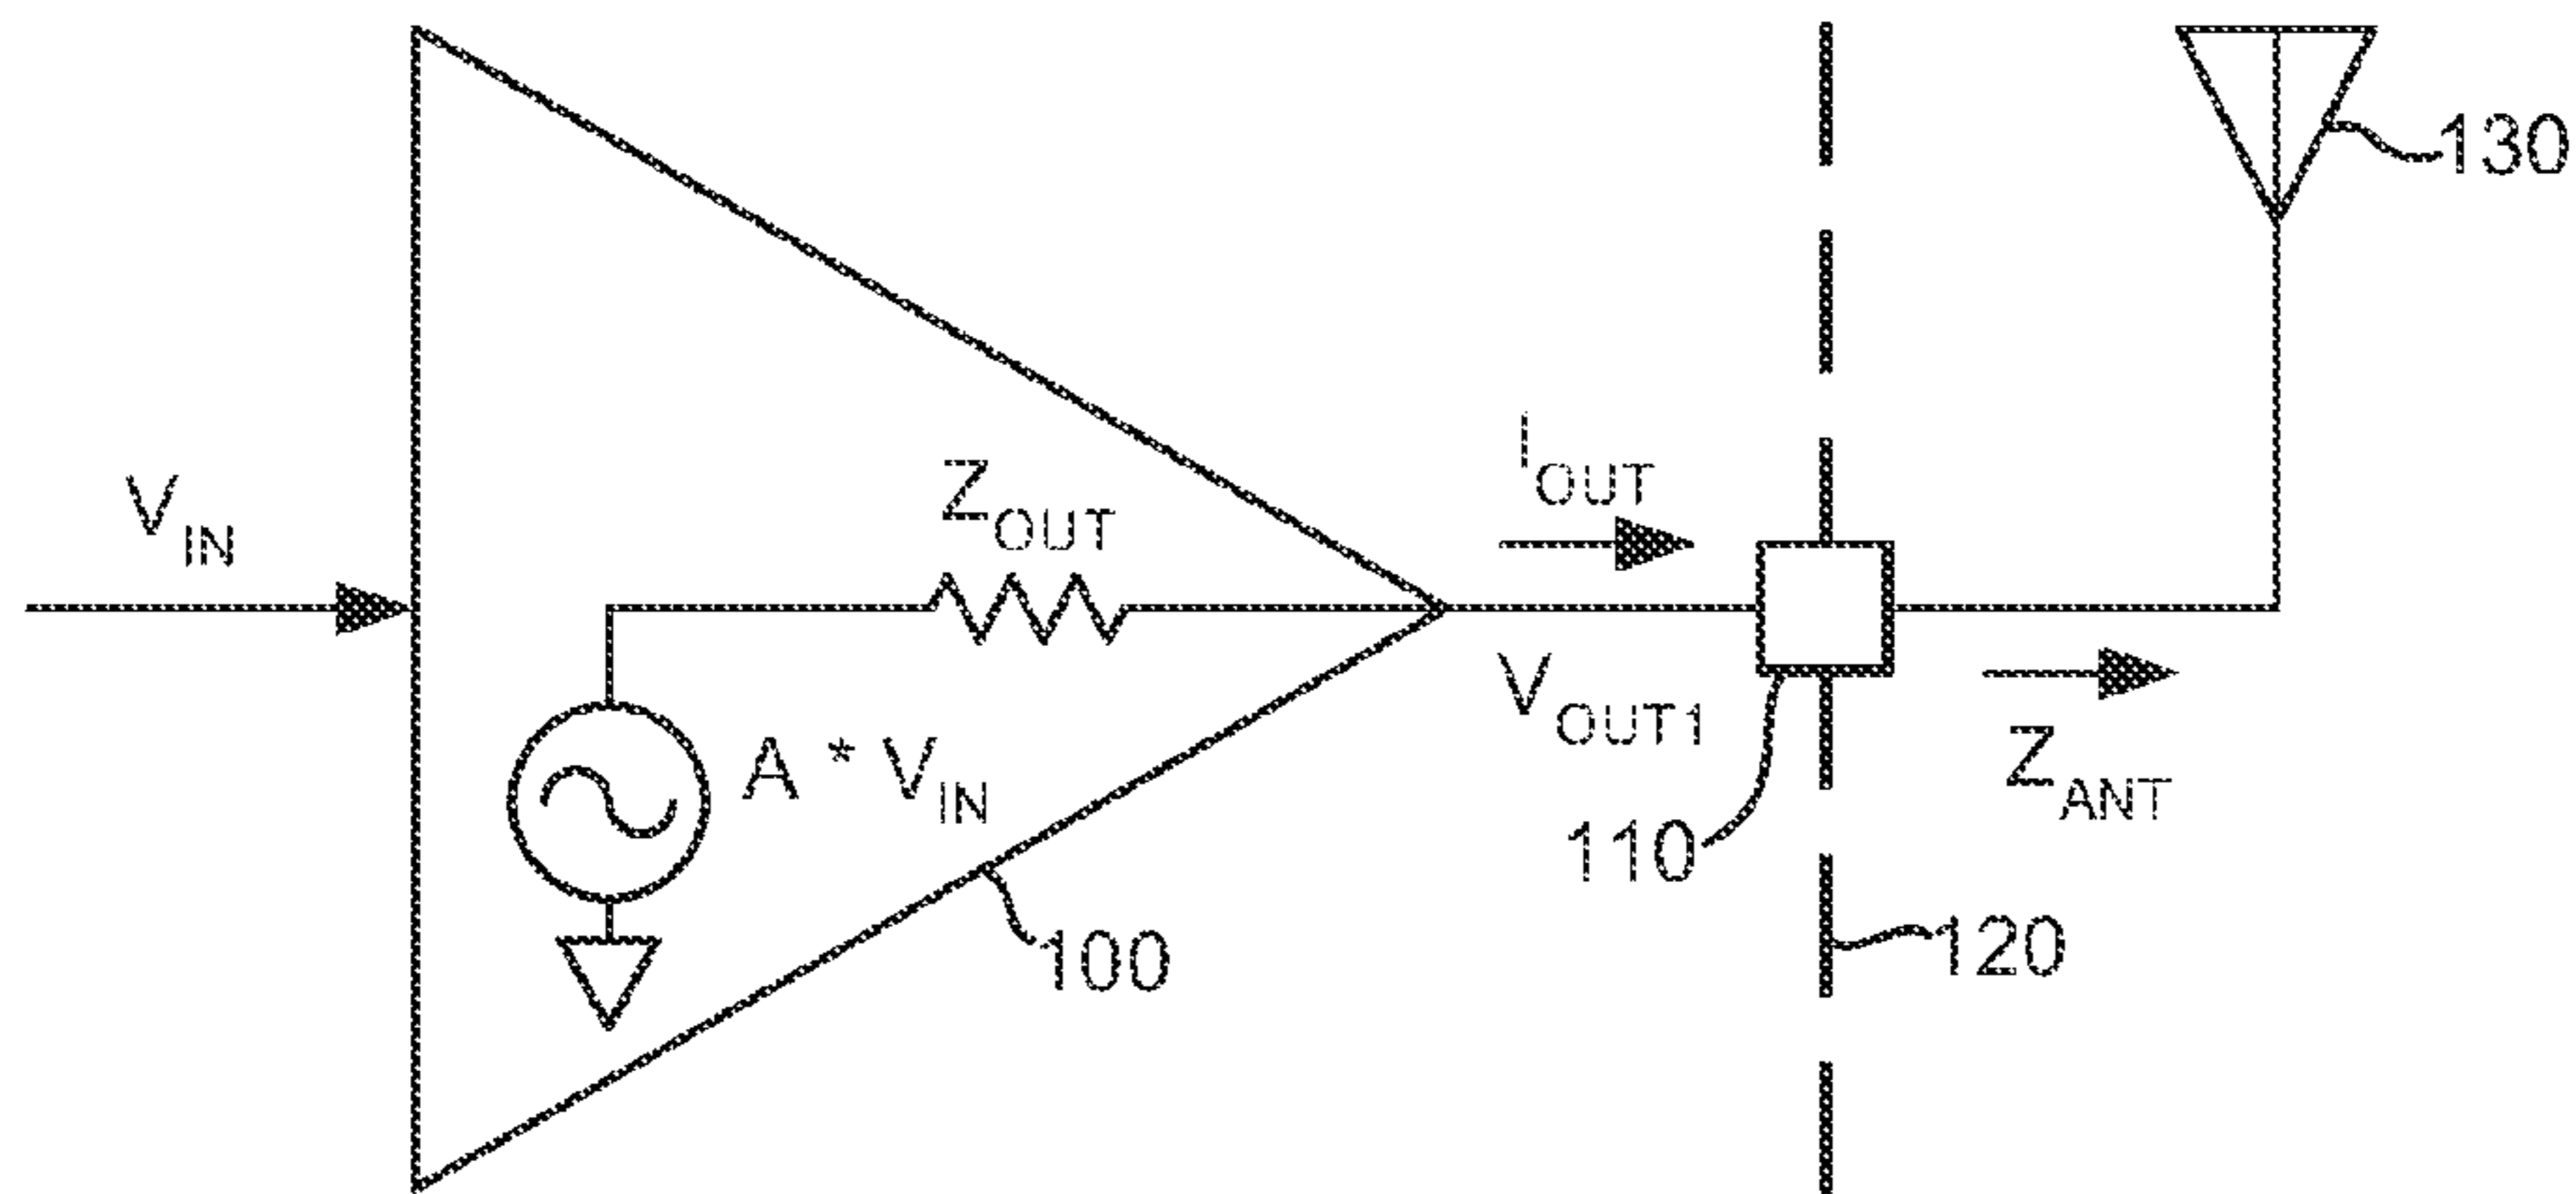 130
I_OUT
Z_OUT
V_IN
V_OUT1
A * V_IN
Z_ANT
110
100
120